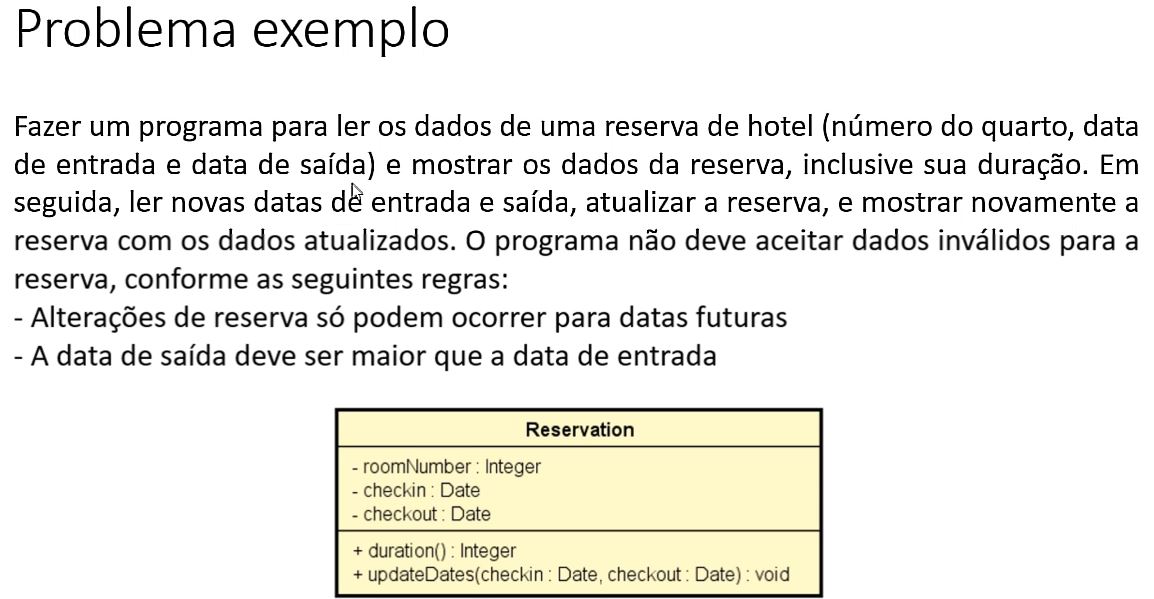 Problema exemplo
Fazer um programa para ler os dados de uma reserva de hotel (número do quarto, data
de entrada e data de saída) e mostrar os dados da reserva, inclusive sua duração. Em
seguida, ler novas datas de entrada e saída, atualizar a reserva, e mostrar novamente a
reserva com os dados atualizados. O programa não deve aceitar dados inválidos para a
reserva, conforme as seguintes regras:
- Alterações de reserva só podem ocorrer para datas futuras
- A data de saída deve ser maior que a data de entrada
Reservation
- roomNumber : Integer
- checkin : Date
- checkout : Date
+ duration() : Integer
+ updateDates(checkin : Date, checkout : Date) : void